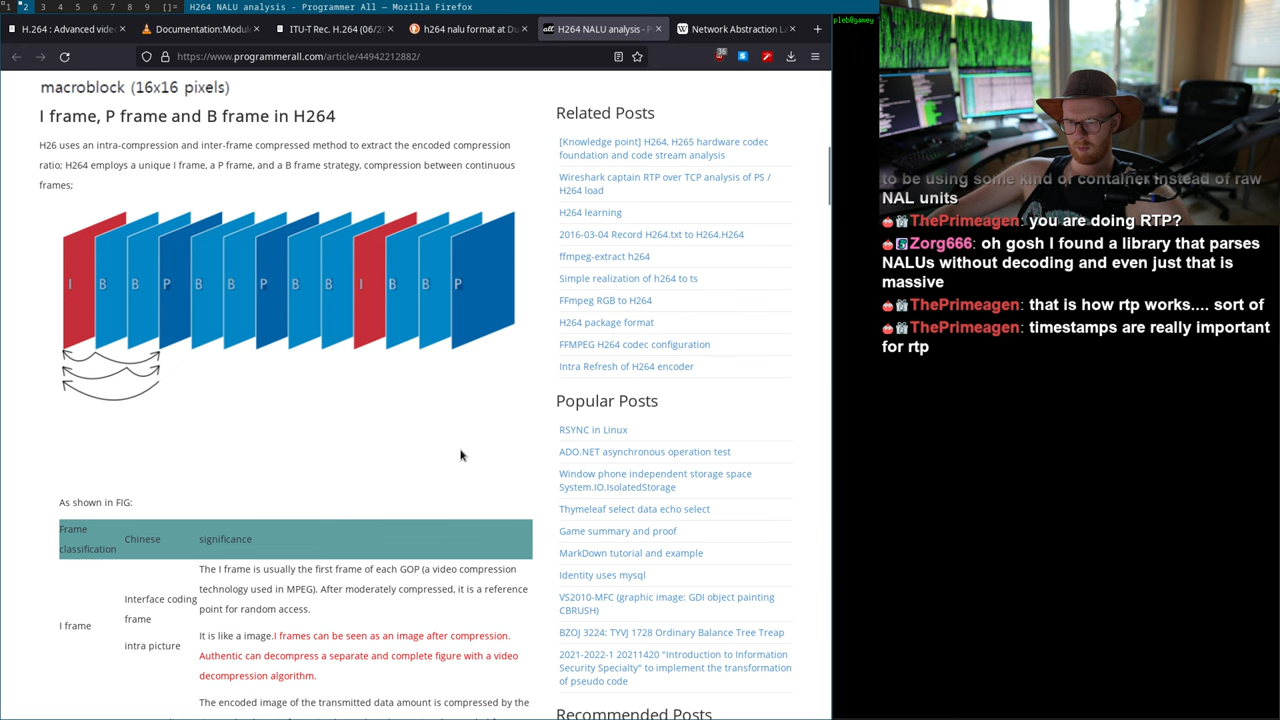 1 2 3 4 5 6 7 8 9 []= H264 NALU analysis - Programmer All — Mozilla Firefox
H.264 : Advanced video
Documentation:Module
ITU-T Rec. H.264 (06/2
h264 nalu format at Du
H264 NALU analysis - P
Network Abstraction La
https://www.programmerall.com/article/44942212882/
macroblock (16x16 pixels)
I frame, P frame and B frame in H264
H26 uses an intra-compression and inter-frame compressed method to extract the encoded compression
ratio; H264 employs a unique I frame, a P frame, and a B frame strategy, compression between continuous
frames;
I B B P B B P B B I B B P
As shown in FIG:
Frame
classification
Chinese
significance
I frame
Interface coding
frame
intra picture
The I frame is usually the first frame of each GOP (a video compression
technology used in MPEG). After moderately compressed, it is a reference
point for random access.
It is like a image.I frames can be seen as an image after compression.
Authentic can decompress a separate and complete figure with a video
decompression algorithm.
The encoded image of the transmitted data amount is compressed by the
Related Posts
[Knowledge point] H264, H265 hardware codec
foundation and code stream analysis
Wireshark captain RTP over TCP analysis of PS /
H264 load
H264 learning
2016-03-04 Record H264.txt to H264.H264
ffmpeg-extract h264
Simple realization of h264 to ts
FFmpeg RGB to H264
H264 package format
FFMPEG H264 codec configuration
Intra Refresh of H264 encoder
Popular Posts
RSYNC in Linux
ADO.NET asynchronous operation test
Window phone independent storage space
System.IO.IsolatedStorage
Thymeleaf select data echo select
Game summary and proof
MarkDown tutorial and example
Identity uses mysql
VS2010-MFC (graphic image: GDI object painting
CBRUSH)
BZOJ 3224: TYVJ 1728 Ordinary Balance Tree Treap
2021-2022-1 20211420 "Introduction to Information
Security Specialty" to implement the transformation
of pseudo code
Recommended Posts
pleb@gamey
to be using some kind of container instead of raw
NAL units
ThePrimeagen: you are doing RTP?
Zorg666: oh gosh I found a library that parses
NALUs without decoding and even just that is
massive
ThePrimeagen: that is how rtp works.... sort of
ThePrimeagen: timestamps are really important
for rtp